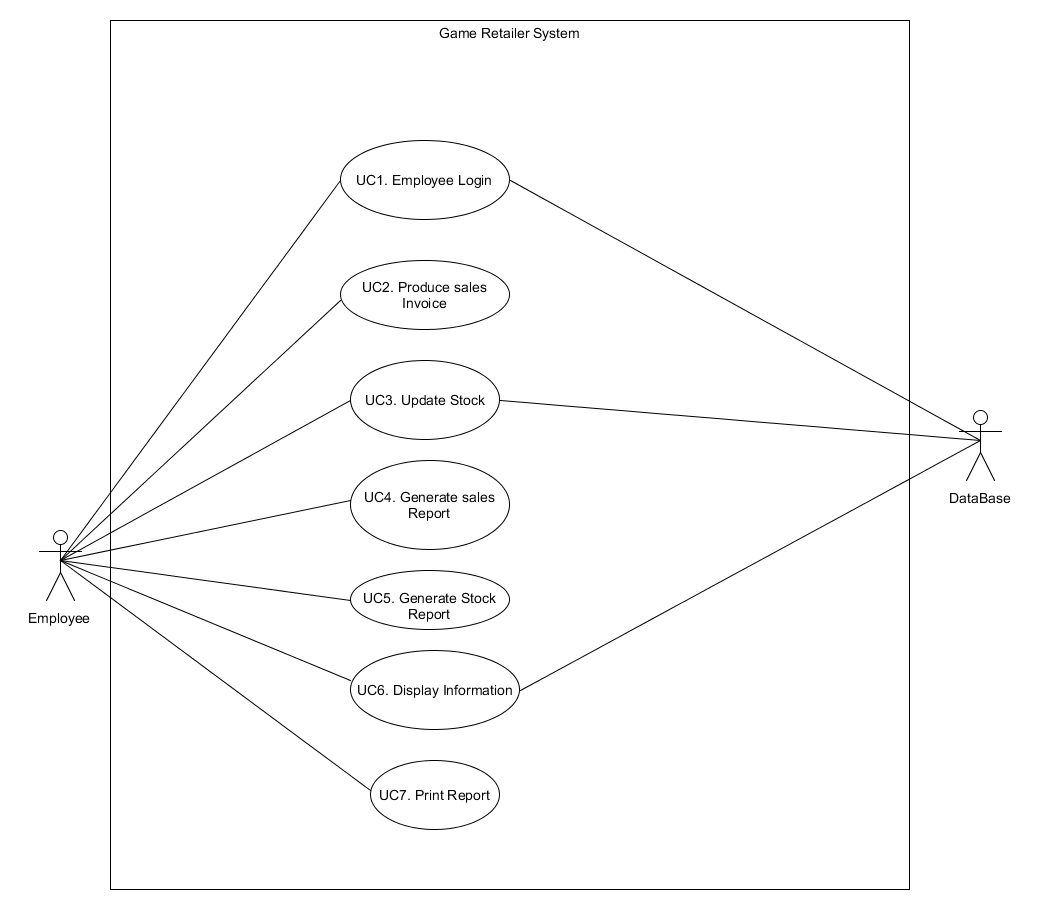 Game Retailer System
UC1. Employee Login
UC2. Produce sales
Invoice
UC3. Update Stock
DataBase
UC4. Generate sales
Report
UC5. Generate Stock
Report
Employee
UC6. Display Information
UC7. Print Report